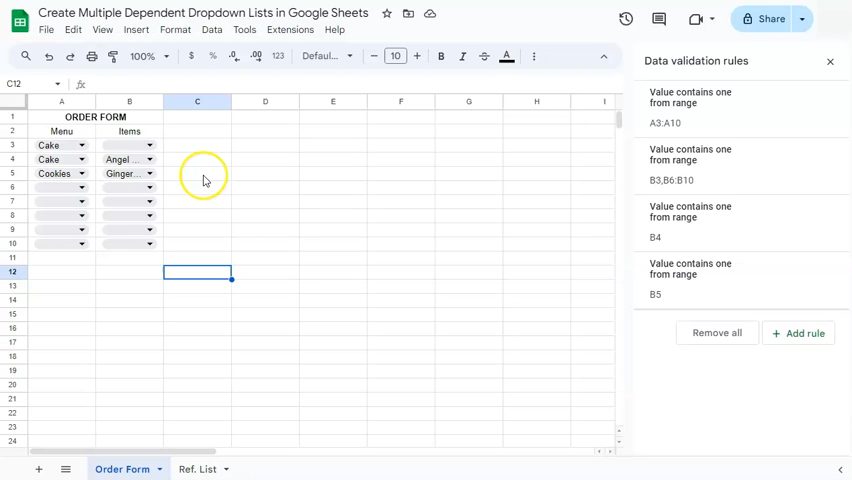 Create Multiple Dependent Dropdown Lists in Google Sheets
File Edit View Insert Format Data Tools Extensions Help
Share
100% $ % .0 .00 123 Defaul... 10 B I S A
C12 fx
A B C D E F G H I
1 ORDER FORM
2 Menu Items
3 Cake
4 Cake Angel ...
5 Cookies Ginger...
6
7
8
9
10
11
12
13
14
15
16
17
18
19
20
21
22
23
24
Data validation rules
Value contains one
from range
A3:A10
Value contains one
from range
B3,B6:B10
Value contains one
from range
B4
Value contains one
from range
B5
Remove all + Add rule
Order Form Ref. List